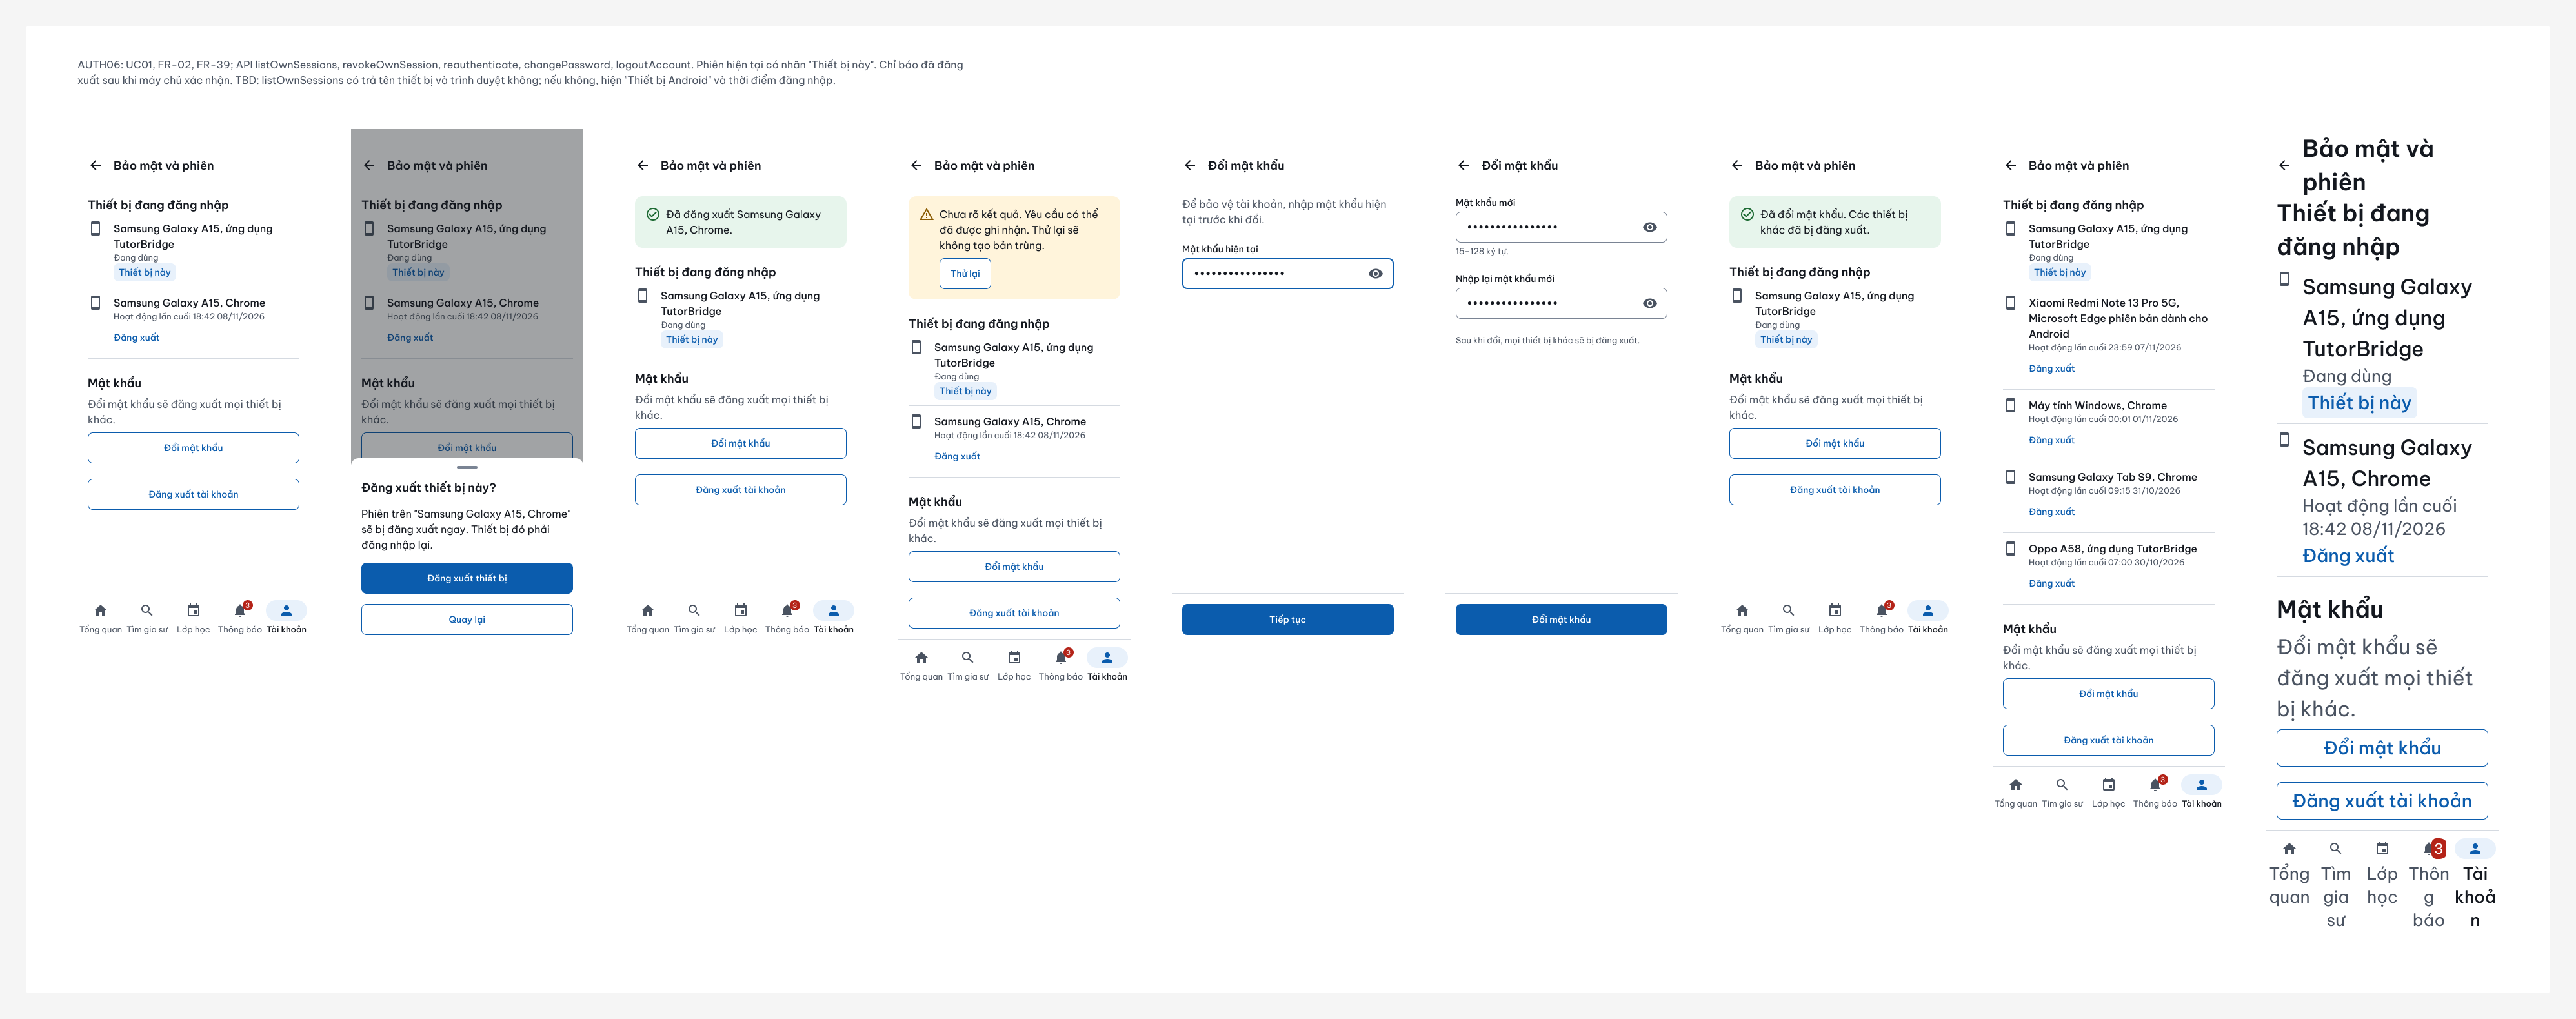 AUTH06: UC01, FR-02, FR-39; API listOwnSessions, revokeOwnSession, reauthenticate, changePassword, logoutAccount. Phiên hiện tại có nhãn "Thiết bị này". Chỉ báo đã đăng
xuất sau khi máy chủ xác nhận. TBD: listOwnSessions có trả tên thiết bị và trình duyệt không; nếu không, hiện "Thiết bị Android" và thời điểm đăng nhập.
Bảo mật và phiên
Thiết bị đang đăng nhập
Samsung Galaxy A15, ứng dụng
TutorBridge
Đang dùng
Thiết bị này
Samsung Galaxy A15, Chrome
Hoạt động lần cuối 18:42 08/11/2026
Đăng xuất
Mật khẩu
Đổi mật khẩu sẽ đăng xuất mọi thiết bị
khác.
Đổi mật khẩu
Đăng xuất tài khoản
Tổng quan Tìm gia sư Lớp học 3 Thông báo Tài khoản
Bảo mật và phiên
Thiết bị đang đăng nhập
Samsung Galaxy A15, ứng dụng
TutorBridge
Đang dùng
Thiết bị này
Samsung Galaxy A15, Chrome
Hoạt động lần cuối 18:42 08/11/2026
Đăng xuất
Mật khẩu
Đổi mật khẩu sẽ đăng xuất mọi thiết bị
khác.
Đổi mật khẩu
Đăng xuất thiết bị này?
Phiên trên "Samsung Galaxy A15, Chrome"
sẽ bị đăng xuất ngay. Thiết bị đó phải
đăng nhập lại.
Đăng xuất thiết bị
Quay lại
Bảo mật và phiên
Đã đăng xuất Samsung Galaxy
A15, Chrome.
Thiết bị đang đăng nhập
Samsung Galaxy A15, ứng dụng
TutorBridge
Đang dùng
Thiết bị này
Mật khẩu
Đổi mật khẩu sẽ đăng xuất mọi thiết bị
khác.
Đổi mật khẩu
Đăng xuất tài khoản
Tổng quan Tìm gia sư Lớp học 3 Thông báo Tài khoản
Bảo mật và phiên
Chưa rõ kết quả. Yêu cầu có thể
đã được ghi nhận. Thử lại sẽ
không tạo bản trùng.
Thử lại
Thiết bị đang đăng nhập
Samsung Galaxy A15, ứng dụng
TutorBridge
Đang dùng
Thiết bị này
Samsung Galaxy A15, Chrome
Hoạt động lần cuối 18:42 08/11/2026
Đăng xuất
Mật khẩu
Đổi mật khẩu sẽ đăng xuất mọi thiết bị
khác.
Đổi mật khẩu
Đăng xuất tài khoản
Tổng quan Tìm gia sư Lớp học 3 Thông báo Tài khoản
Đổi mật khẩu
Để bảo vệ tài khoản, nhập mật khẩu hiện
tại trước khi đổi.
Mật khẩu hiện tại
••••••••••••••••
Tiếp tục
Đổi mật khẩu
Mật khẩu mới
••••••••••••••••
15–128 ký tự.
Nhập lại mật khẩu mới
••••••••••••••••
Sau khi đổi, mọi thiết bị khác sẽ bị đăng xuất.
Đổi mật khẩu
Bảo mật và phiên
Đã đổi mật khẩu. Các thiết bị
khác đã bị đăng xuất.
Thiết bị đang đăng nhập
Samsung Galaxy A15, ứng dụng
TutorBridge
Đang dùng
Thiết bị này
Mật khẩu
Đổi mật khẩu sẽ đăng xuất mọi thiết bị
khác.
Đổi mật khẩu
Đăng xuất tài khoản
Tổng quan Tìm gia sư Lớp học 3 Thông báo Tài khoản
Bảo mật và phiên
Thiết bị đang đăng nhập
Samsung Galaxy A15, ứng dụng
TutorBridge
Đang dùng
Thiết bị này
Xiaomi Redmi Note 13 Pro 5G,
Microsoft Edge phiên bản dành cho
Android
Hoạt động lần cuối 23:59 07/11/2026
Đăng xuất
Máy tính Windows, Chrome
Hoạt động lần cuối 00:01 01/11/2026
Đăng xuất
Samsung Galaxy Tab S9, Chrome
Hoạt động lần cuối 09:15 31/10/2026
Đăng xuất
Oppo A58, ứng dụng TutorBridge
Hoạt động lần cuối 07:00 30/10/2026
Đăng xuất
Mật khẩu
Đổi mật khẩu sẽ đăng xuất mọi thiết bị
khác.
Đổi mật khẩu
Đăng xuất tài khoản
Tổng quan Tìm gia sư Lớp học 3 Thông báo Tài khoản
Bảo mật và
phiên
Thiết bị đang
đăng nhập
Samsung Galaxy
A15, ứng dụng
TutorBridge
Đang dùng
Thiết bị này
Samsung Galaxy
A15, Chrome
Hoạt động lần cuối
18:42 08/11/2026
Đăng xuất
Mật khẩu
Đổi mật khẩu sẽ
đăng xuất mọi thiết
bị khác.
Đổi mật khẩu
Đăng xuất tài khoản
3
Tổng Tìm Lớp Thôn Tài
quan gia học g khoả
sư báo n